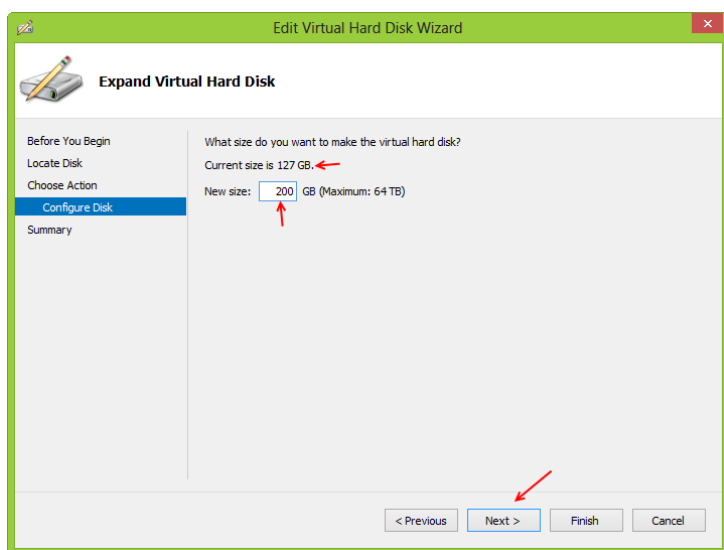 Edit Virtual Hard Disk Wizard
Expand Virtual Hard Disk
Before You Begin
Locate Disk
Choose Action
Configure Disk
Summary
What size do you want to make the virtual hard disk?
Current size is 127 GB.
New size: 200 GB (Maximum: 64 TB)
< Previous Next > Finish Cancel